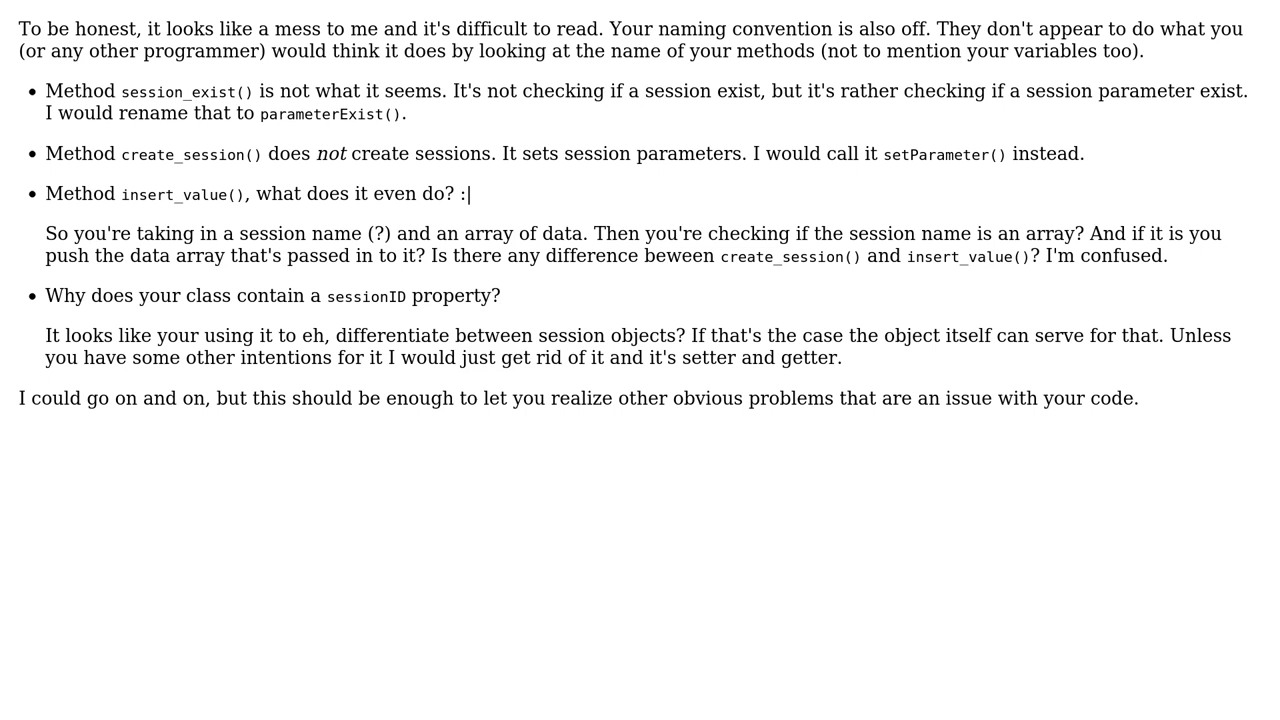 To be honest, it looks like a mess to me and it's difficult to read. Your naming convention is also off. They don't appear to do what you
(or any other programmer) would think it does by looking at the name of your methods (not to mention your variables too).
• Method session_exist() is not what it seems. It's not checking if a session exist, but it's rather checking if a session parameter exist.
I would rename that to parameterExist().
• Method create_session() does not create sessions. It sets session parameters. I would call it setParameter() instead.
• Method insert_value(), what does it even do? :|
So you're taking in a session name (?) and an array of data. Then you're checking if the session name is an array? And if it is you
push the data array that's passed in to it? Is there any difference beween create_session() and insert_value()? I'm confused.
• Why does your class contain a sessionID property?
It looks like your using it to eh, differentiate between session objects? If that's the case the object itself can serve for that. Unless
you have some other intentions for it I would just get rid of it and it's setter and getter.
I could go on and on, but this should be enough to let you realize other obvious problems that are an issue with your code.